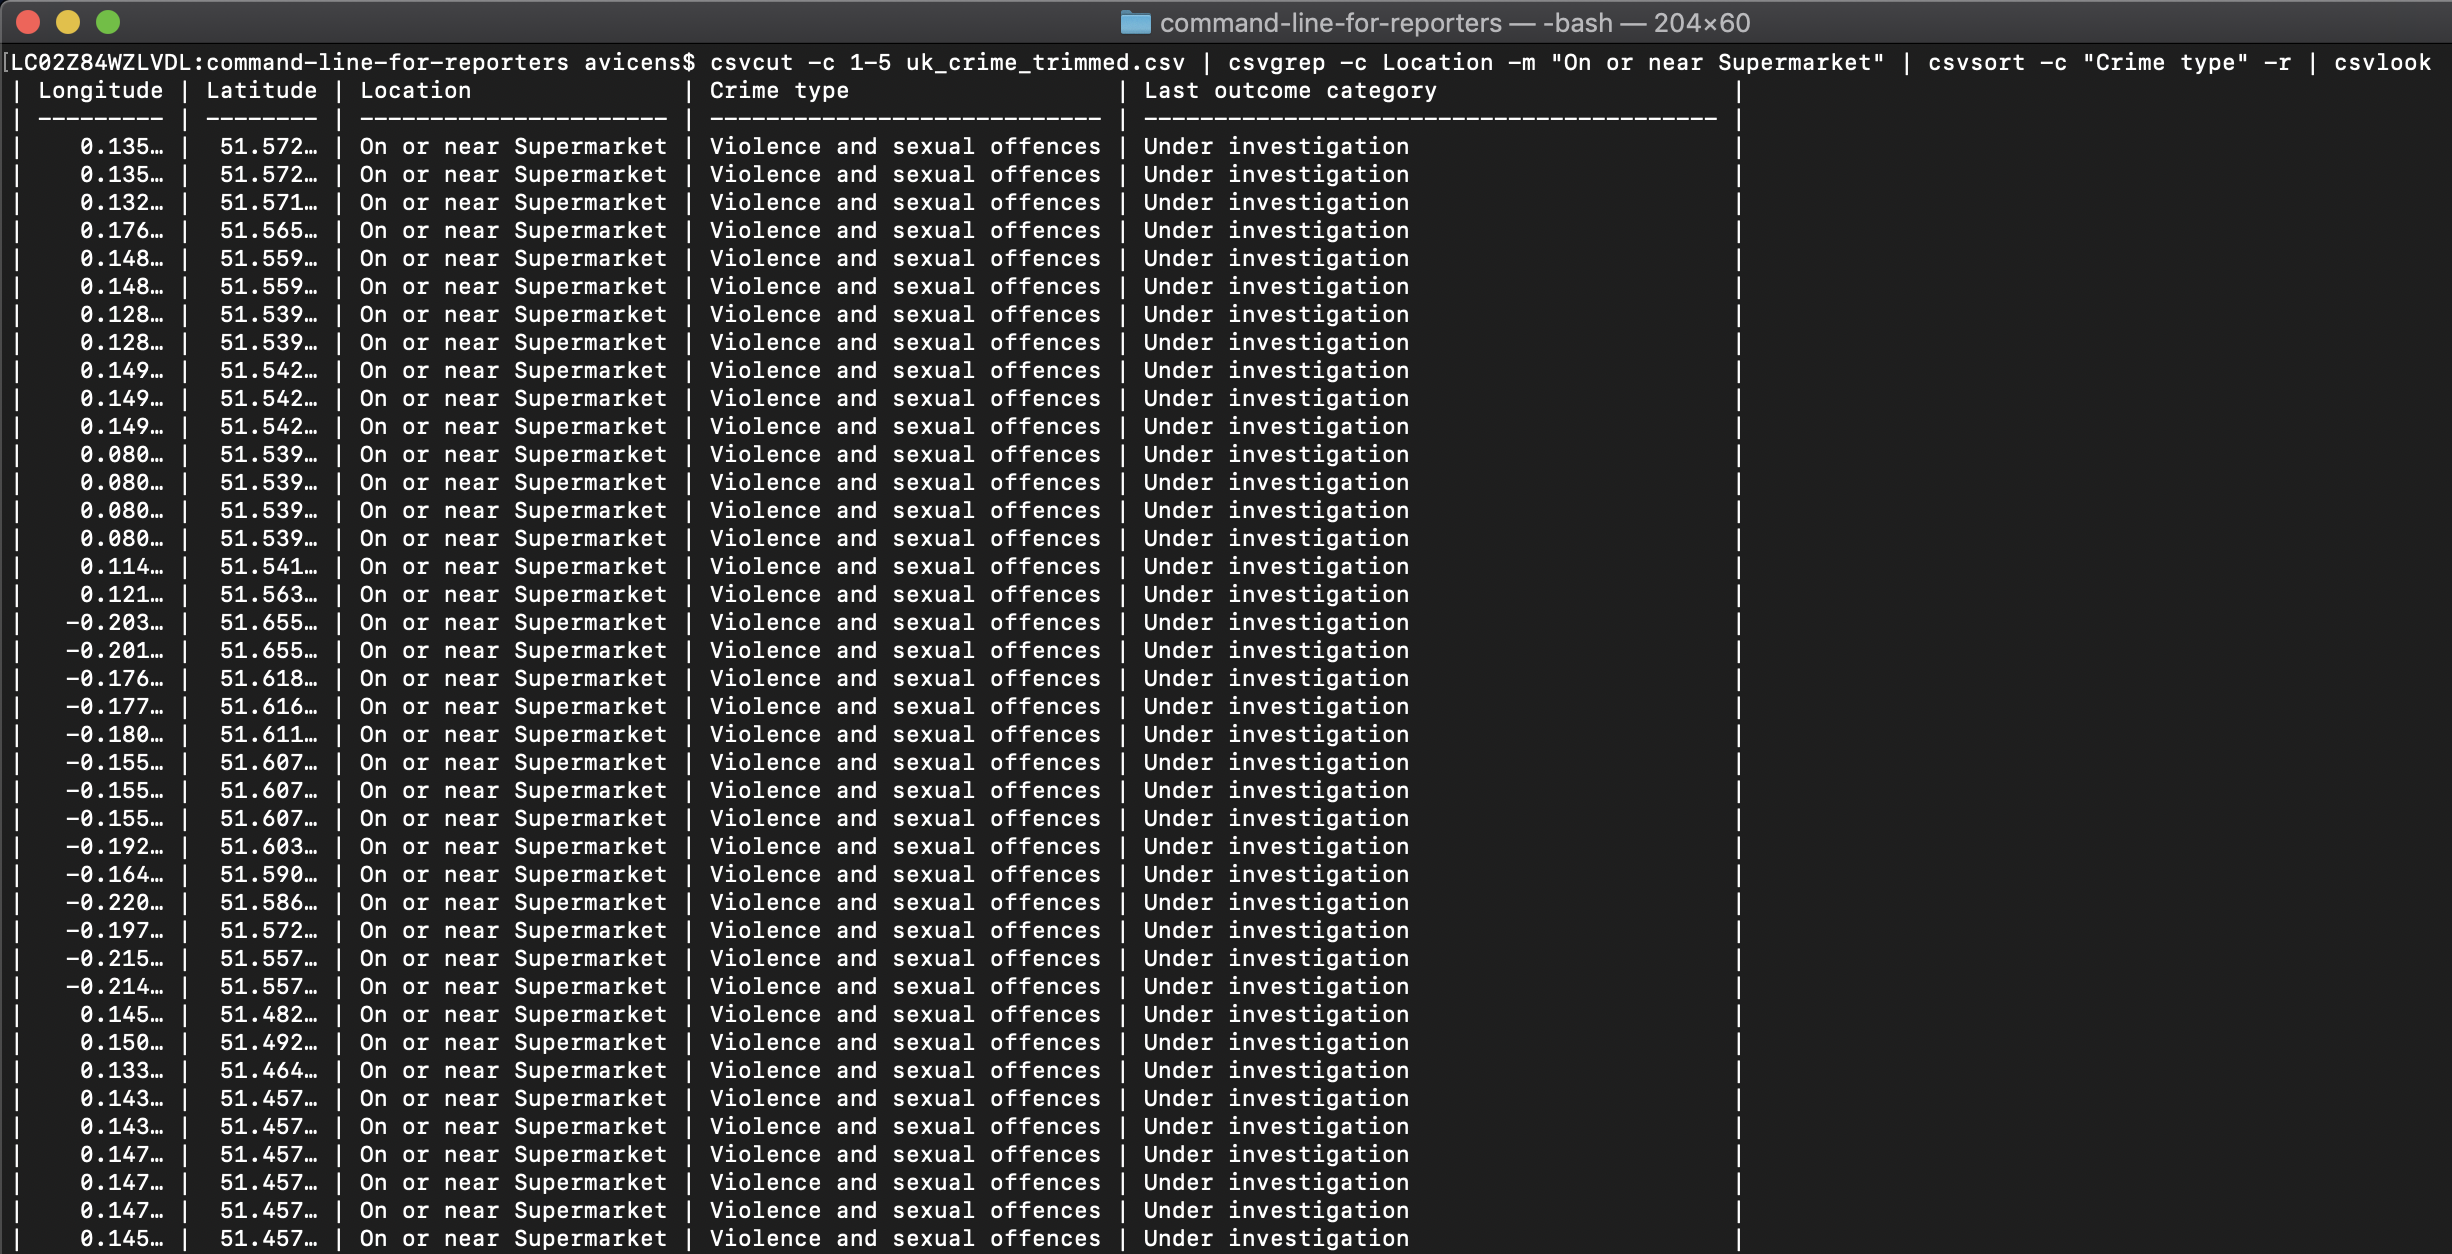 command-line-for-reporters — -bash — 204×60
[LC02Z84WZLVDL:command-line-for-reporters avicens$ csvcut -c 1-5 uk_crime_trimmed.csv | csvgrep -c Location -m "On or near Supermarket" | csvsort -c "Crime type" -r | csvlook
| Longitude | Latitude | Location | Crime type | Last outcome category |
| --------- | -------- | ---------------------- | ---------------------------- | ----------------------------------------- |
| 0.135… | 51.572… | On or near Supermarket | Violence and sexual offences | Under investigation |
| 0.135… | 51.572… | On or near Supermarket | Violence and sexual offences | Under investigation |
| 0.132… | 51.571… | On or near Supermarket | Violence and sexual offences | Under investigation |
| 0.176… | 51.565… | On or near Supermarket | Violence and sexual offences | Under investigation |
| 0.148… | 51.559… | On or near Supermarket | Violence and sexual offences | Under investigation |
| 0.148… | 51.559… | On or near Supermarket | Violence and sexual offences | Under investigation |
| 0.128… | 51.539… | On or near Supermarket | Violence and sexual offences | Under investigation |
| 0.128… | 51.539… | On or near Supermarket | Violence and sexual offences | Under investigation |
| 0.149… | 51.542… | On or near Supermarket | Violence and sexual offences | Under investigation |
| 0.149… | 51.542… | On or near Supermarket | Violence and sexual offences | Under investigation |
| 0.149… | 51.542… | On or near Supermarket | Violence and sexual offences | Under investigation |
| 0.080… | 51.539… | On or near Supermarket | Violence and sexual offences | Under investigation |
| 0.080… | 51.539… | On or near Supermarket | Violence and sexual offences | Under investigation |
| 0.080… | 51.539… | On or near Supermarket | Violence and sexual offences | Under investigation |
| 0.080… | 51.539… | On or near Supermarket | Violence and sexual offences | Under investigation |
| 0.114… | 51.541… | On or near Supermarket | Violence and sexual offences | Under investigation |
| 0.121… | 51.563… | On or near Supermarket | Violence and sexual offences | Under investigation |
| -0.203… | 51.655… | On or near Supermarket | Violence and sexual offences | Under investigation |
| -0.201… | 51.655… | On or near Supermarket | Violence and sexual offences | Under investigation |
| -0.176… | 51.618… | On or near Supermarket | Violence and sexual offences | Under investigation |
| -0.177… | 51.616… | On or near Supermarket | Violence and sexual offences | Under investigation |
| -0.180… | 51.611… | On or near Supermarket | Violence and sexual offences | Under investigation |
| -0.155… | 51.607… | On or near Supermarket | Violence and sexual offences | Under investigation |
| -0.155… | 51.607… | On or near Supermarket | Violence and sexual offences | Under investigation |
| -0.155… | 51.607… | On or near Supermarket | Violence and sexual offences | Under investigation |
| -0.192… | 51.603… | On or near Supermarket | Violence and sexual offences | Under investigation |
| -0.164… | 51.590… | On or near Supermarket | Violence and sexual offences | Under investigation |
| -0.220… | 51.586… | On or near Supermarket | Violence and sexual offences | Under investigation |
| -0.197… | 51.572… | On or near Supermarket | Violence and sexual offences | Under investigation |
| -0.215… | 51.557… | On or near Supermarket | Violence and sexual offences | Under investigation |
| -0.214… | 51.557… | On or near Supermarket | Violence and sexual offences | Under investigation |
| 0.145… | 51.482… | On or near Supermarket | Violence and sexual offences | Under investigation |
| 0.150… | 51.492… | On or near Supermarket | Violence and sexual offences | Under investigation |
| 0.133… | 51.464… | On or near Supermarket | Violence and sexual offences | Under investigation |
| 0.143… | 51.457… | On or near Supermarket | Violence and sexual offences | Under investigation |
| 0.143… | 51.457… | On or near Supermarket | Violence and sexual offences | Under investigation |
| 0.147… | 51.457… | On or near Supermarket | Violence and sexual offences | Under investigation |
| 0.147… | 51.457… | On or near Supermarket | Violence and sexual offences | Under investigation |
| 0.147… | 51.457… | On or near Supermarket | Violence and sexual offences | Under investigation |
| 0.145… | 51.457… | On or near Supermarket | Violence and sexual offences | Under investigation |